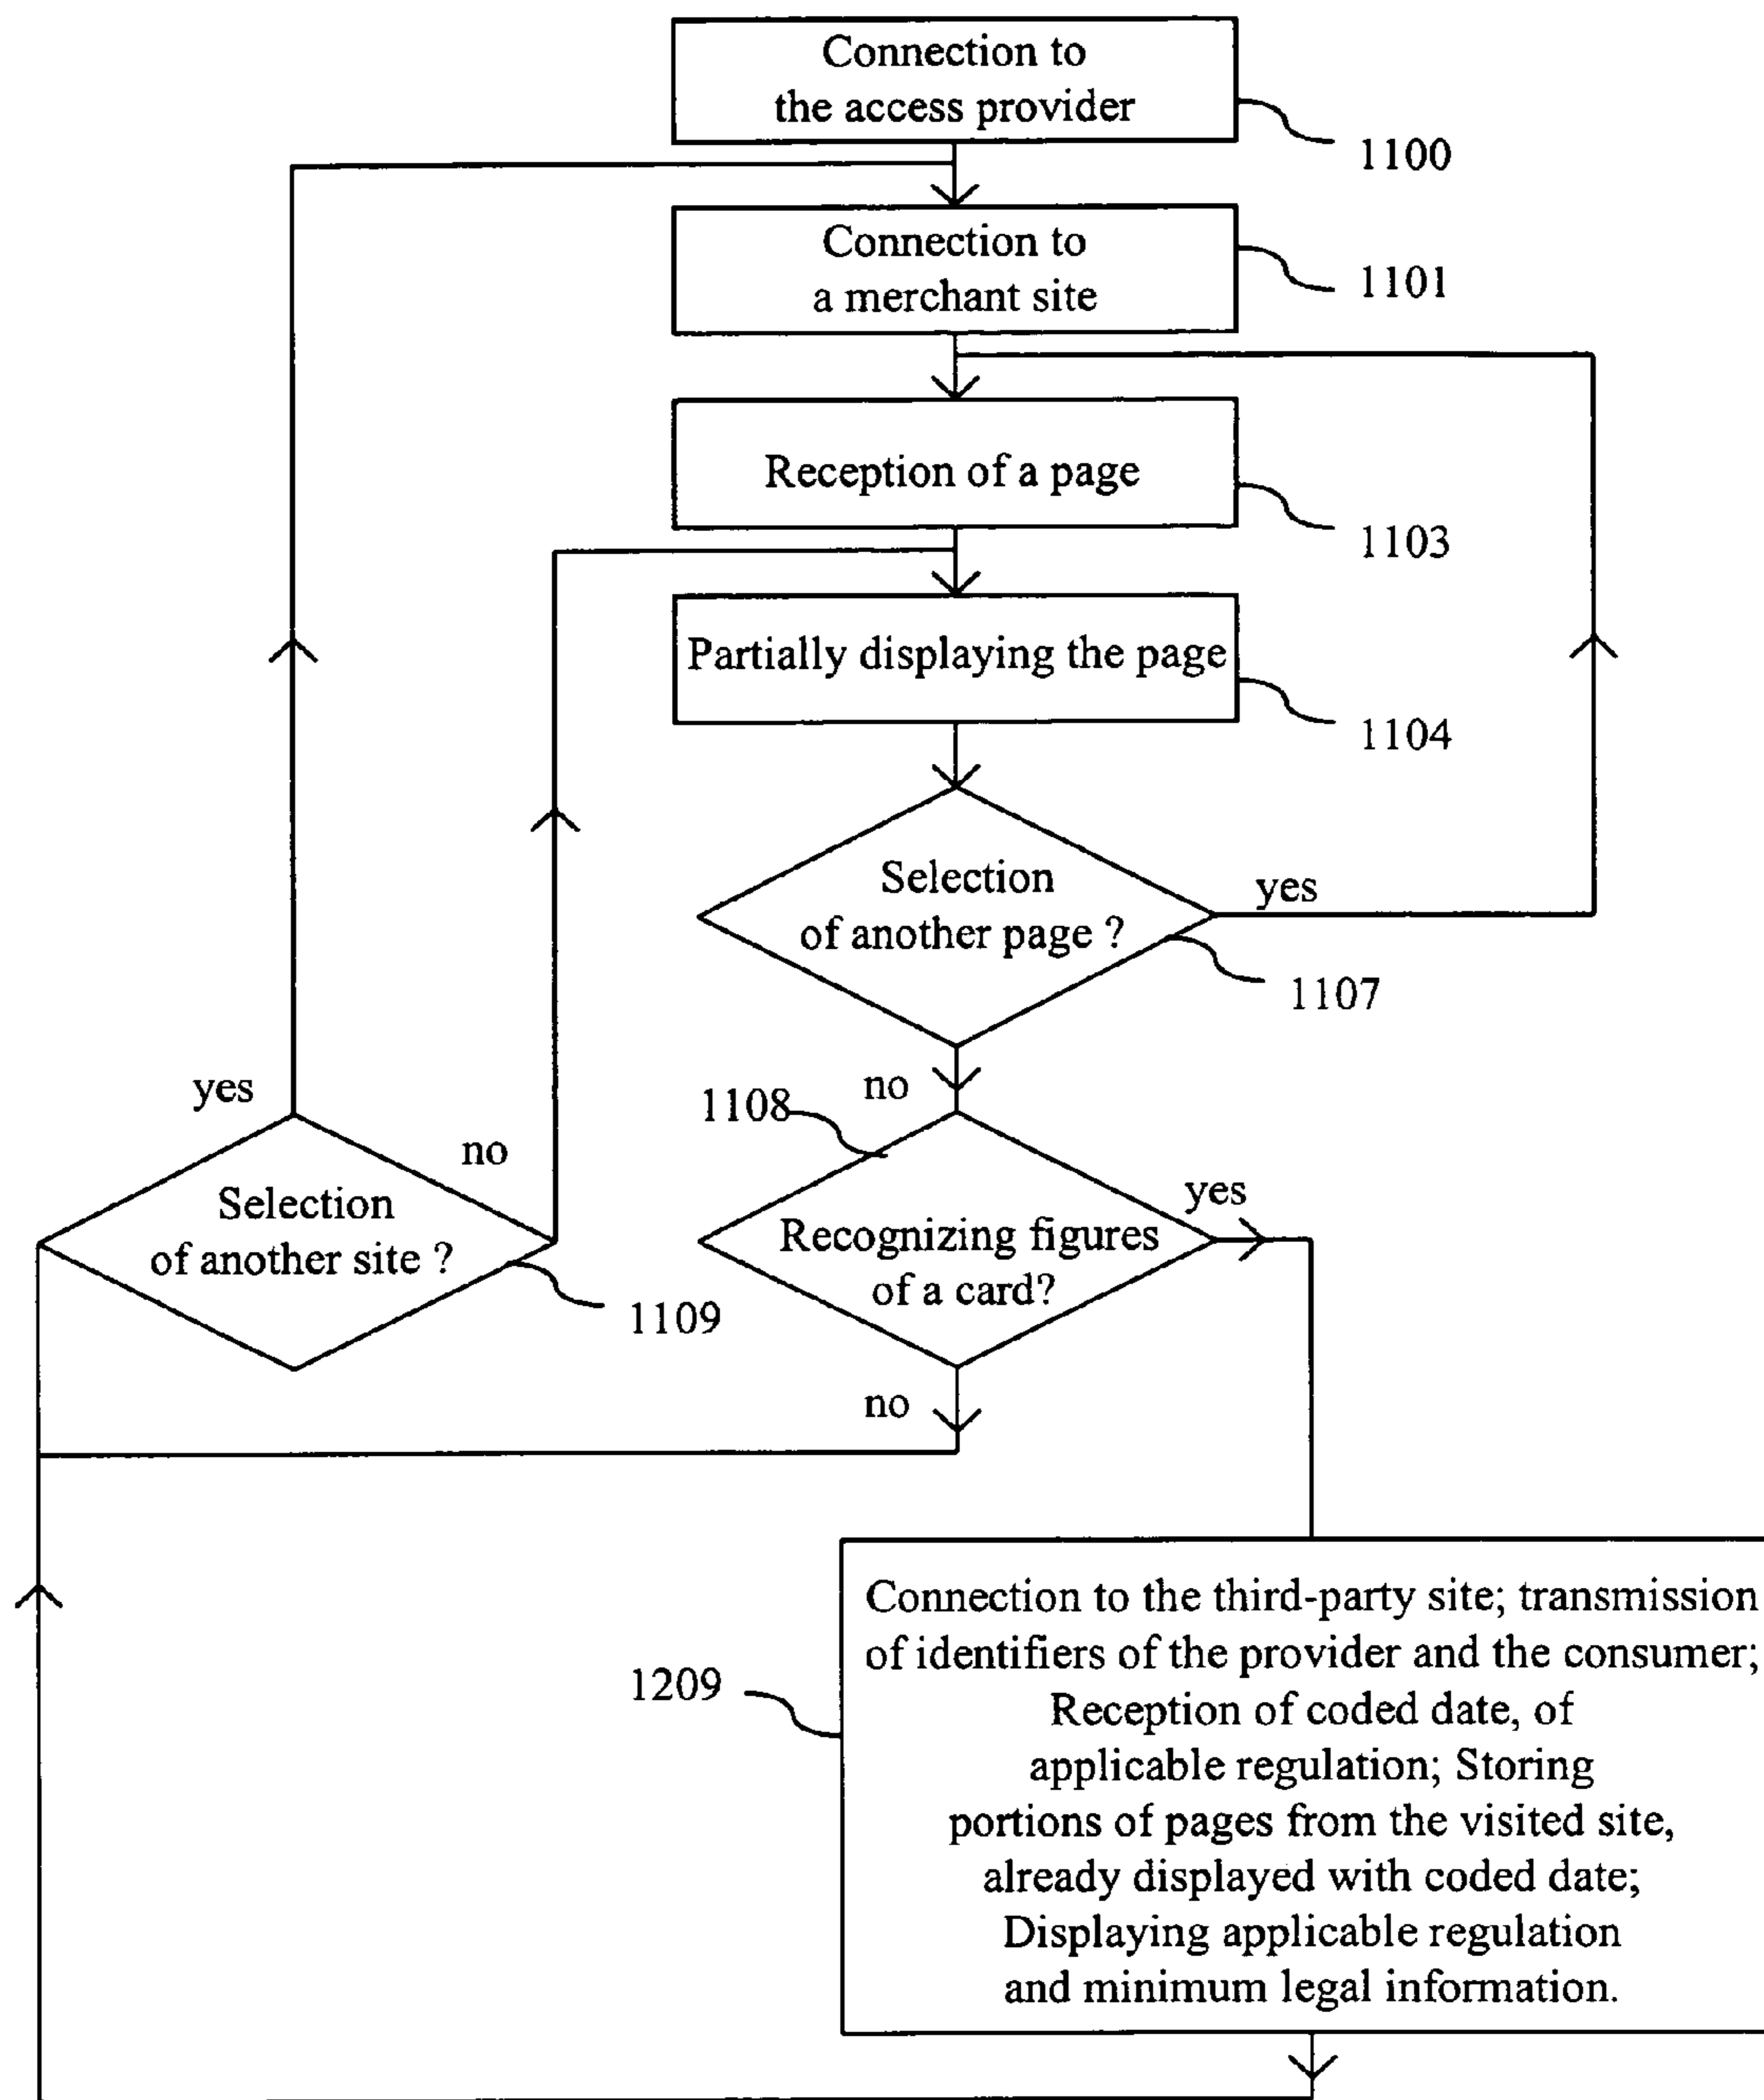 Connection to
the access provider
1100
Connection to
a merchant site
1101
Reception of a page
1103
Partially displaying the page
1104
Selection
of another page ?
yes
1107
no
1108
yes
no
Selection
of another site ?
1109
Recognizing figures
of a card?
yes
no
1209
Connection to the third-party site; transmission
of identifiers of the provider and the consumer;
Reception of coded date, of
applicable regulation; Storing
portions of pages from the visited site,
already displayed with coded date;
Displaying applicable regulation
and minimum legal information.